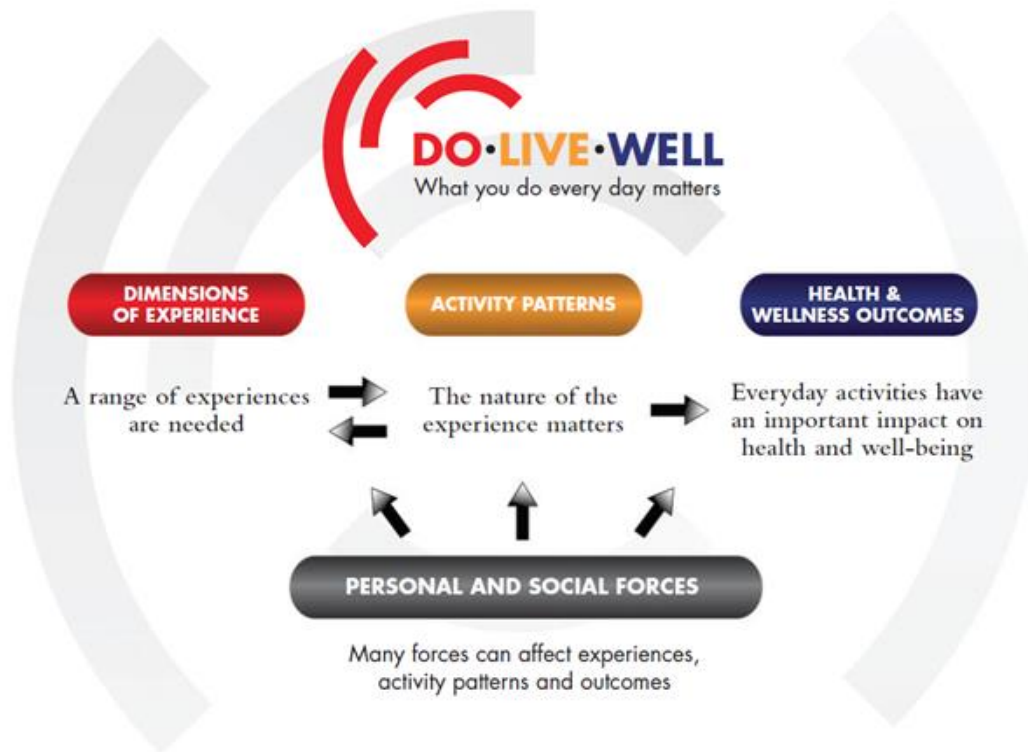 DO•LIVE•WELL
What you do every day matters
DIMENSIONS
OF EXPERIENCE
A range of experiences
are needed
ACTIVITY PATTERNS
The nature of the
experience matters
HEALTH &
WELLNESS OUTCOMES
Everyday activities have
an important impact on
health and well-being
PERSONAL AND SOCIAL FORCES
Many forces can affect experiences,
activity patterns and outcomes